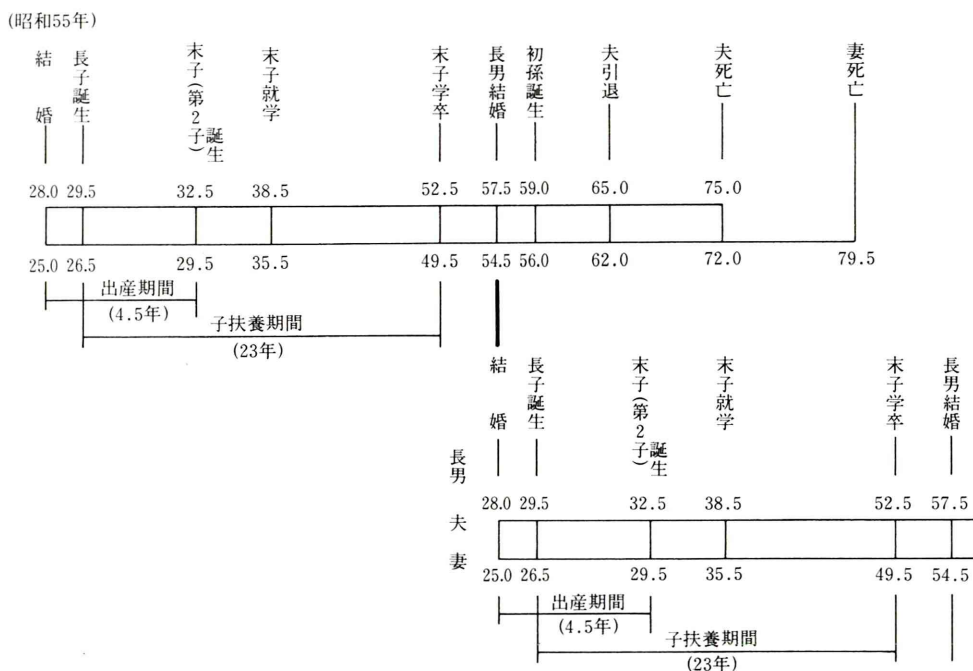 (昭和55年)
結婚
長子誕生
末子(第2子)誕生
末子就学
末子学卒
長男結婚
初孫誕生
夫引退
夫死亡
妻死亡
28.0 29.5 32.5 38.5 52.5 57.5 59.0 65.0 75.0
25.0 26.5 29.5 35.5 49.5 54.5 56.0 62.0 72.0 79.5
出産期間
(4.5年)
子扶養期間
(23年)
結婚
長子誕生
末子(第2子)誕生
末子就学
末子学卒
長男結婚
長男
夫
妻
28.0 29.5 32.5 38.5 52.5 57.5
25.0 26.5 29.5 35.5 49.5 54.5
出産期間
(4.5年)
子扶養期間
(23年)